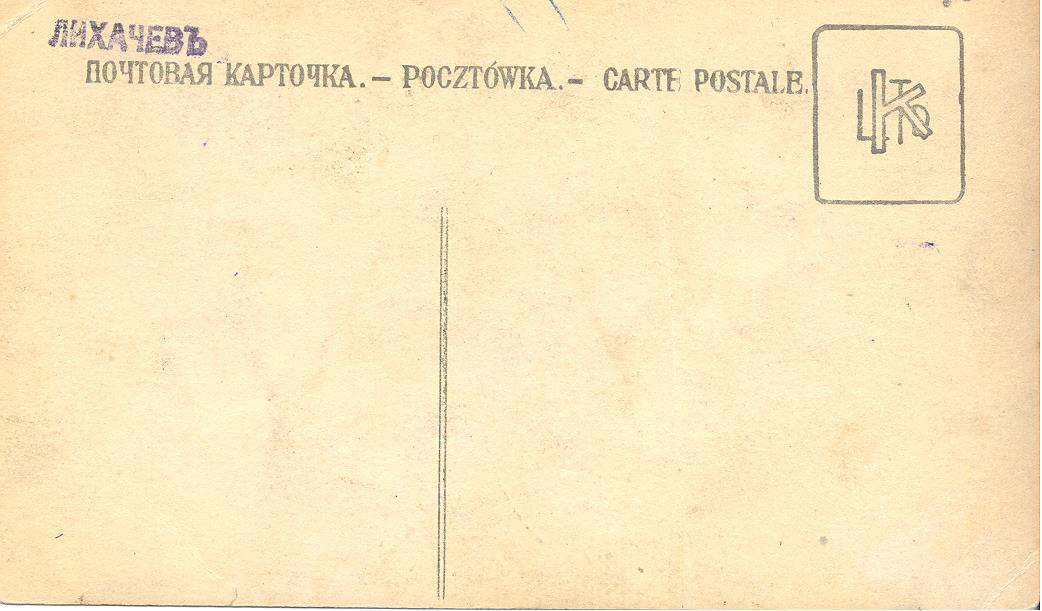 ЛИХАЧЕВЪ
ПОЧТОВАЯ КАРТОЧКА. – POCZTÓWKA. – CARTE POSTALE.